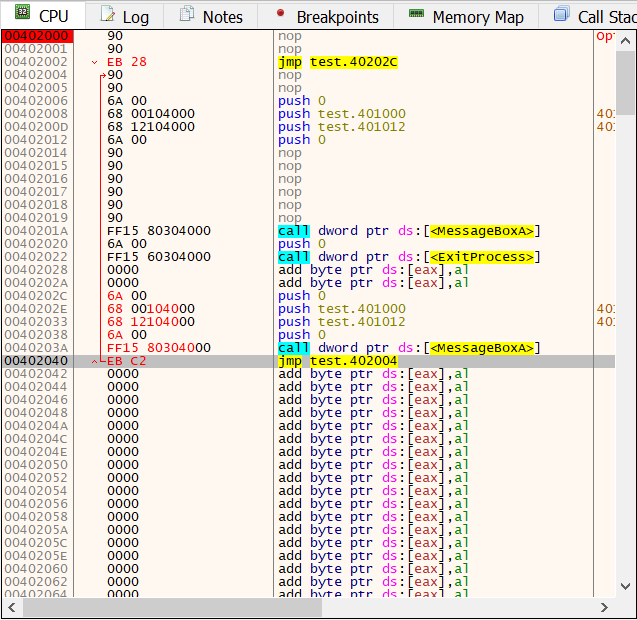 CPU Log Notes Breakpoints Memory Map Call Stac
00402000 90 nop Opt
00402001 90 nop
00402002 EB 28 jmp test.40202C
00402004 90 nop
00402005 90 nop
00402006 6A 00 push 0
00402008 68 00104000 push test.401000 401
0040200D 68 12104000 push test.401012 401
00402012 6A 00 push 0
00402014 90 nop
00402015 90 nop
00402016 90 nop
00402017 90 nop
00402018 90 nop
00402019 90 nop
0040201A FF15 80304000 call dword ptr ds:[<MessageBoxA>]
00402020 6A 00 push 0
00402022 FF15 60304000 call dword ptr ds:[<ExitProcess>]
00402028 0000 add byte ptr ds:[eax],al
0040202A 0000 add byte ptr ds:[eax],al
0040202C 6A 00 push 0
0040202E 68 00104000 push test.401000 401
00402033 68 12104000 push test.401012 401
00402038 6A 00 push 0
0040203A FF15 80304000 call dword ptr ds:[<MessageBoxA>]
00402040 EB C2 jmp test.402004
00402042 0000 add byte ptr ds:[eax],al
00402044 0000 add byte ptr ds:[eax],al
00402046 0000 add byte ptr ds:[eax],al
00402048 0000 add byte ptr ds:[eax],al
0040204A 0000 add byte ptr ds:[eax],al
0040204C 0000 add byte ptr ds:[eax],al
0040204E 0000 add byte ptr ds:[eax],al
00402050 0000 add byte ptr ds:[eax],al
00402052 0000 add byte ptr ds:[eax],al
00402054 0000 add byte ptr ds:[eax],al
00402056 0000 add byte ptr ds:[eax],al
00402058 0000 add byte ptr ds:[eax],al
0040205A 0000 add byte ptr ds:[eax],al
0040205C 0000 add byte ptr ds:[eax],al
0040205E 0000 add byte ptr ds:[eax],al
00402060 0000 add byte ptr ds:[eax],al
00402062 0000 add byte ptr ds:[eax],al
00402064 0000 add byte ptr ds:[eax],al